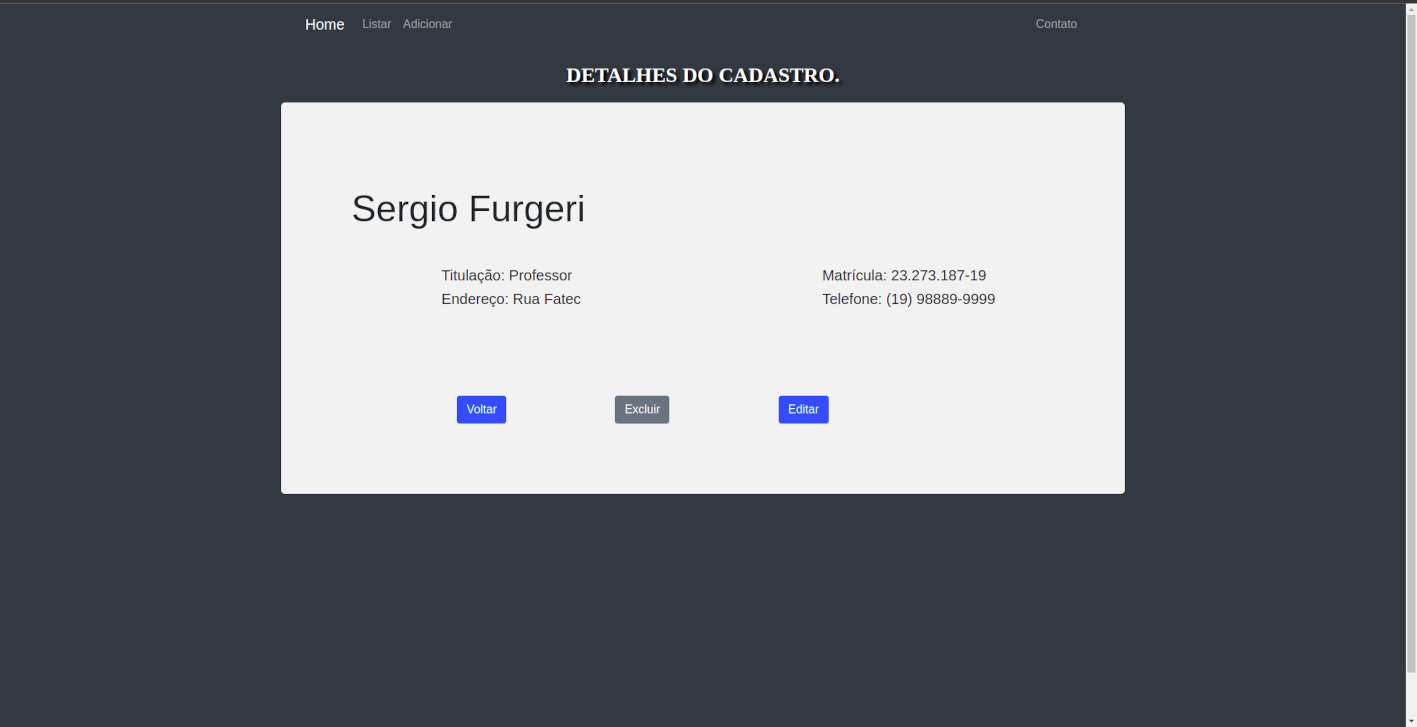 Home Listar Adicionar Contato
DETALHES DO CADASTRO.
Sergio Furgeri
Titulação: Professor Matrícula: 23.273.187-19
Endereço: Rua Fatec Telefone: (19) 98889-9999
Voltar Excluir Editar